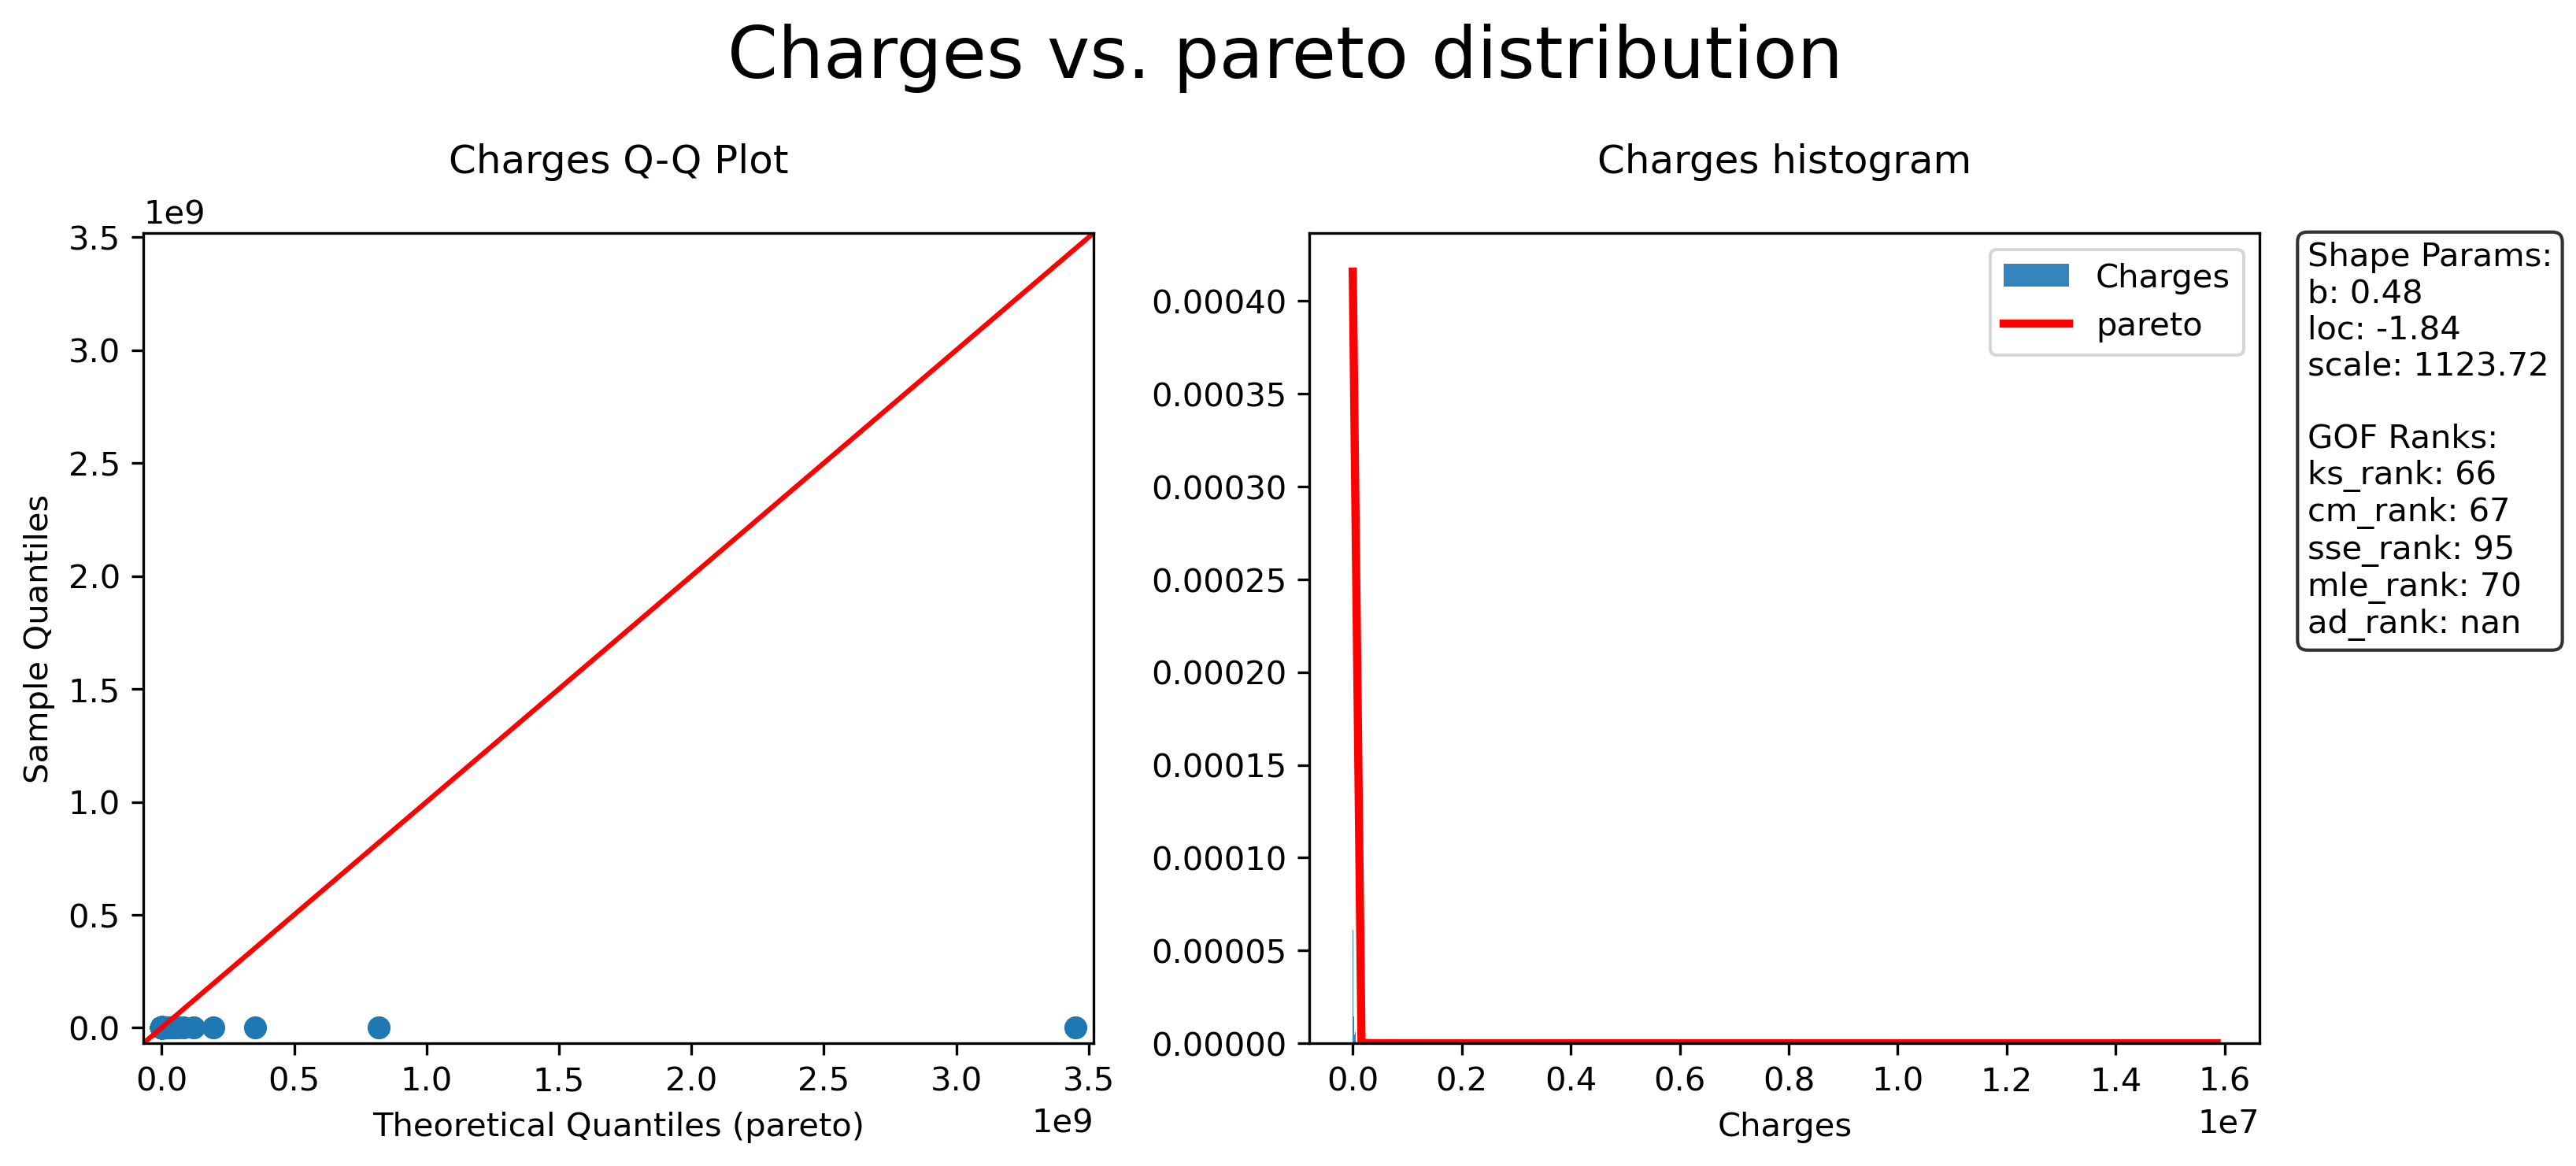 Charges vs. pareto distribution
Charges Q-Q Plot
1e9
3.5
3.0
2.5
2.0
1.5
1.0
0.5
0.0
Sample Quantiles
0.0 0.5 1.0 1.5 2.0 2.5 3.0 3.5
Theoretical Quantiles (pareto)
1e9
Charges histogram
0.00040
0.00035
0.00030
0.00025
0.00020
0.00015
0.00010
0.00005
0.00000
Charges
pareto
0.0 0.2 0.4 0.6 0.8 1.0 1.2 1.4 1.6
Charges
1e7
Shape Params:
b: 0.48
loc: -1.84
scale: 1123.72
GOF Ranks:
ks_rank: 66
cm_rank: 67
sse_rank: 95
mle_rank: 70
ad_rank: nan